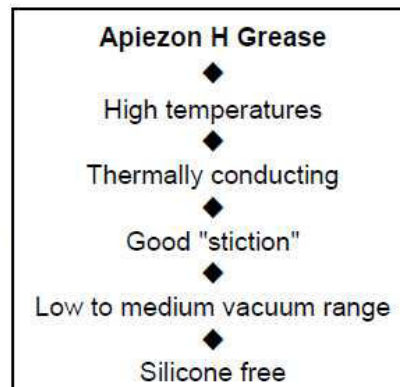 Apiezon H Grease
◆
High temperatures
◆
Thermally conducting
◆
Good "stiction"
◆
Low to medium vacuum range
◆
Silicone free